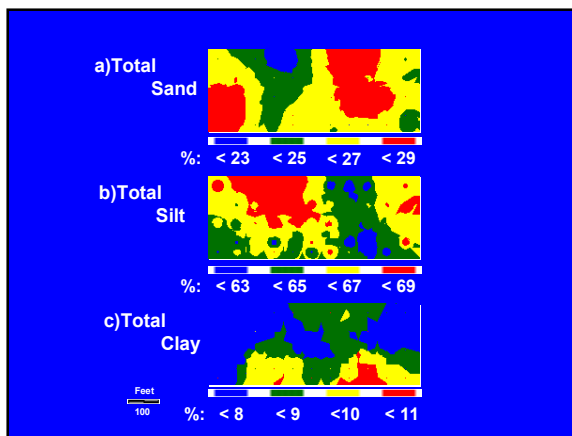 a)Total
Sand
%: < 23 < 25 < 27 < 29
b)Total
Silt
%: < 63 < 65 < 67 < 69
c)Total
Clay
Feet
100
%: < 8 < 9 <10 < 11